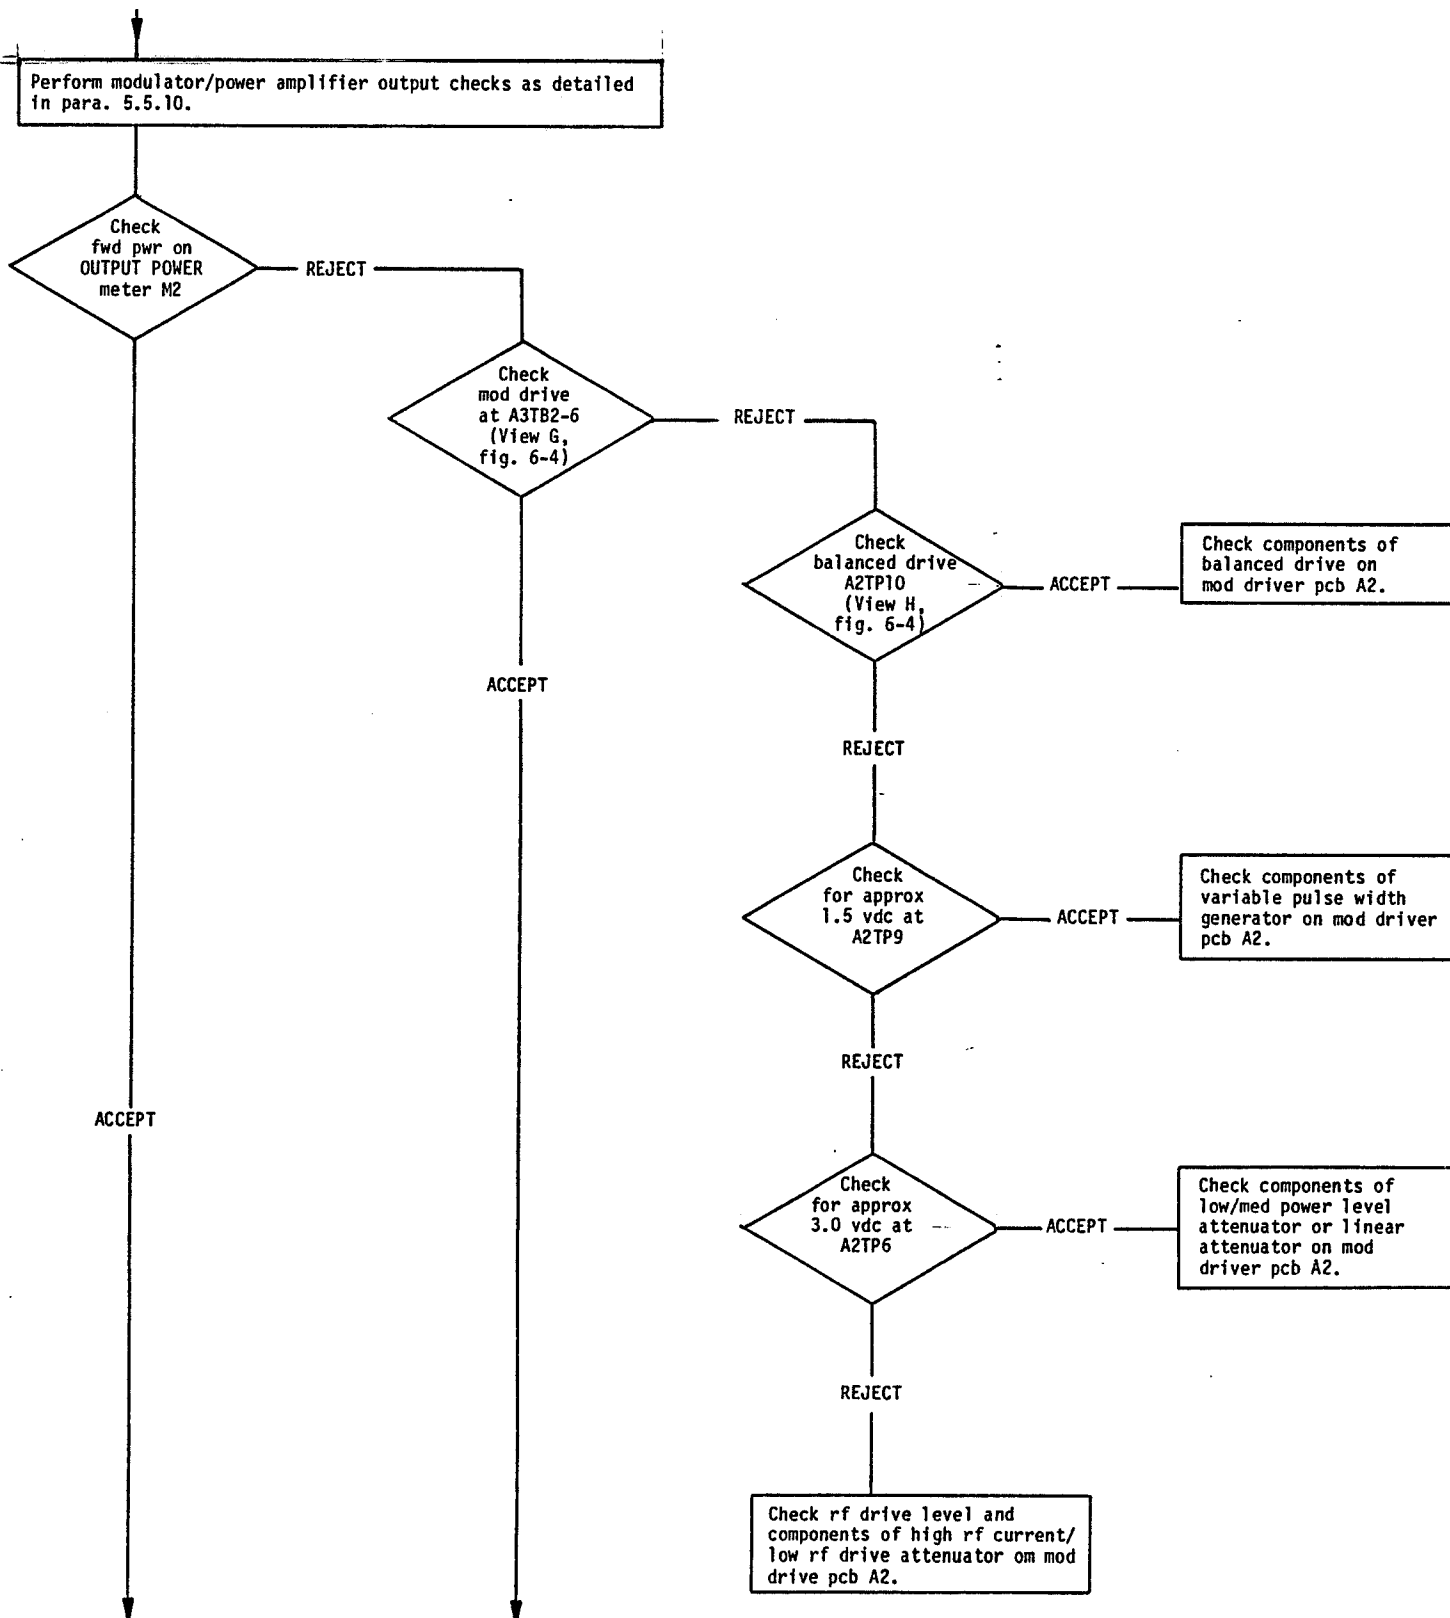 Perform modulator/power amplifier output checks as detailed
in para. 5.5.10.
Check
fwd pwr on
OUTPUT POWER
meter M2
REJECT
Check
mod drive
at A3TB2-6
(View G,
fig. 6-4)
REJECT
Check
balanced drive
A2TP10
(View H,
fig. 6-4)
ACCEPT
Check components of
balanced drive on
mod driver pcb A2.
ACCEPT
REJECT
Check
for approx
1.5 vdc at
A2TP9
ACCEPT
Check components of
variable pulse width
generator on mod driver
pcb A2.
REJECT
ACCEPT
Check
for approx
3.0 vdc at
A2TP6
ACCEPT
Check components of
low/med power level
attenuator or linear
attenuator on mod
driver pcb A2.
REJECT
Check rf drive level and
components of high rf current/
low rf drive attenuator om mod
drive pcb A2.